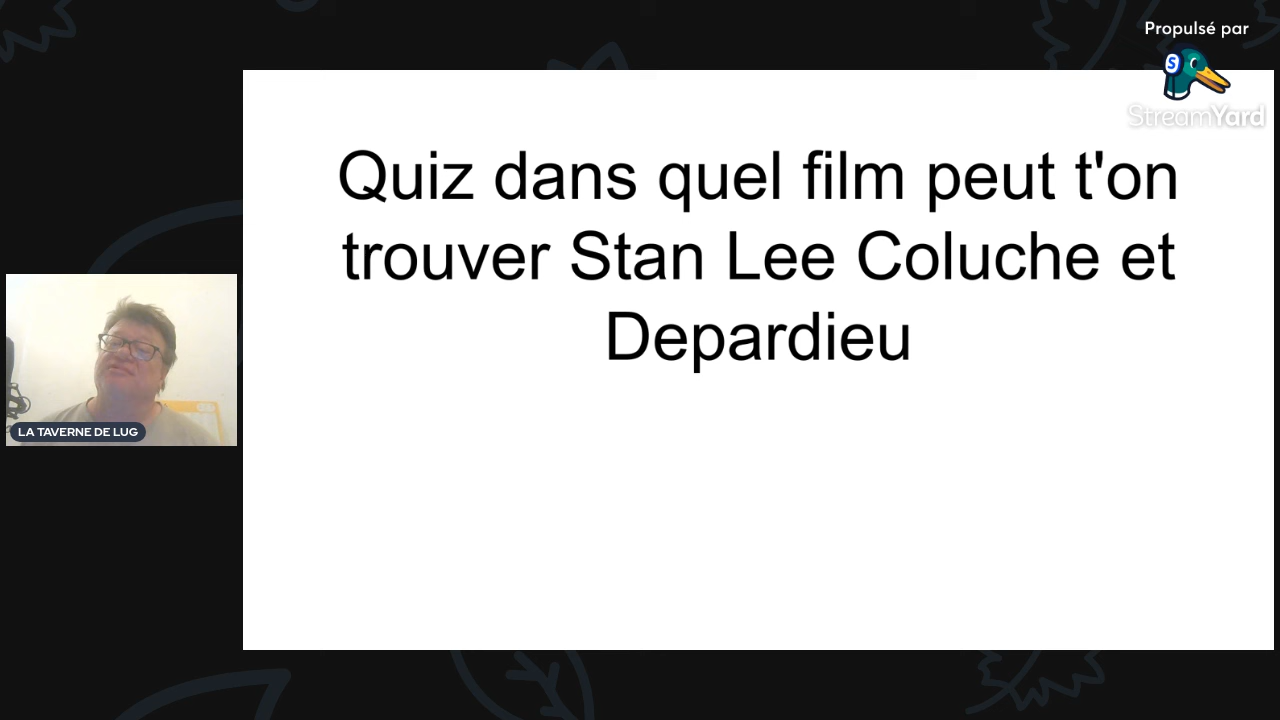 Propulsé par
StreamYard
Quiz dans quel film peut t'on
trouver Stan Lee Coluche et
Depardieu
LA TAVERNE DE LUG